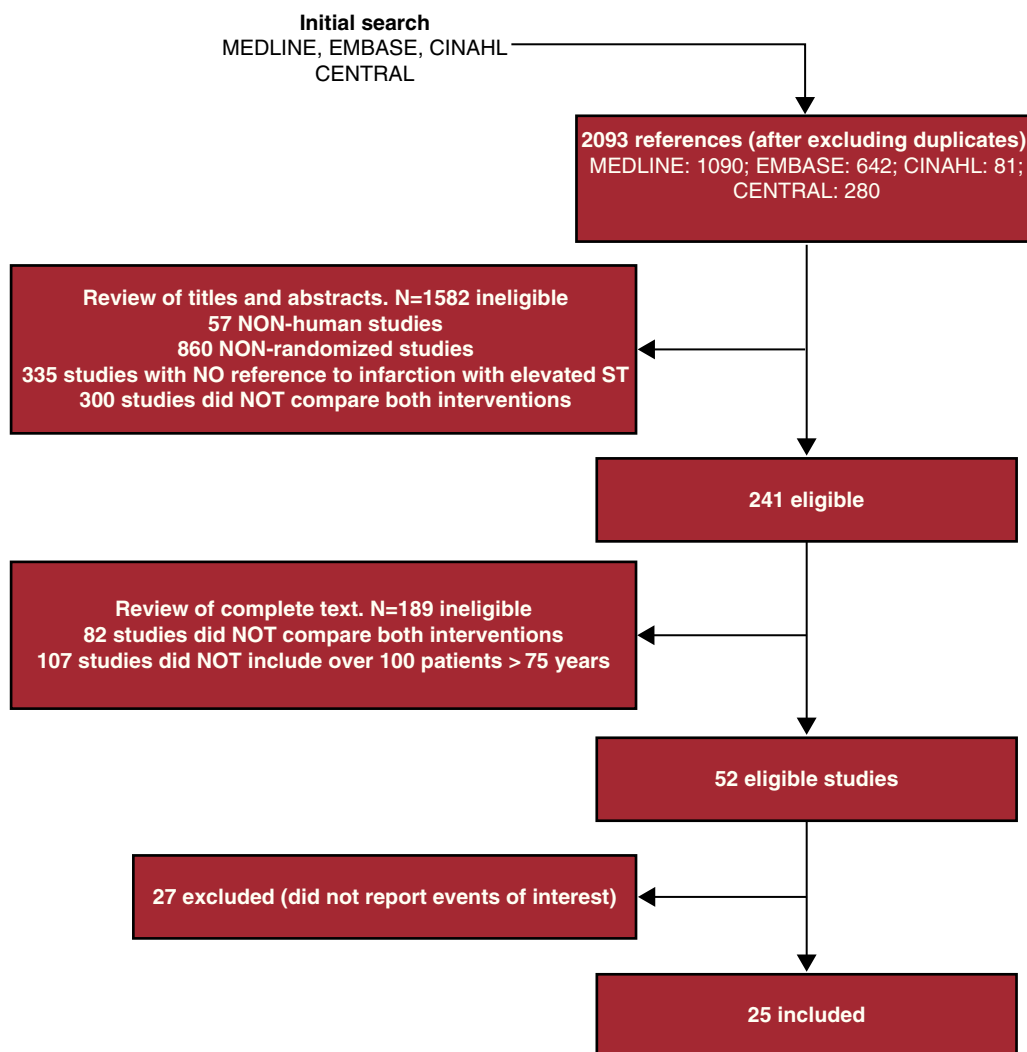 Initial search
MEDLINE, EMBASE, CINAHL
CENTRAL
2093 references (after excluding duplicates)
MEDLINE: 1090; EMBASE: 642; CINAHL: 81;
CENTRAL: 280
Review of titles and abstracts. N=1582 ineligible
57 NON-human studies
860 NON-randomized studies
335 studies with NO reference to infarction with elevated ST
300 studies did NOT compare both interventions
241 eligible
Review of complete text. N=189 ineligible
82 studies did NOT compare both interventions
107 studies did NOT include over 100 patients > 75 years
52 eligible studies
27 excluded (did not report events of interest)
25 included